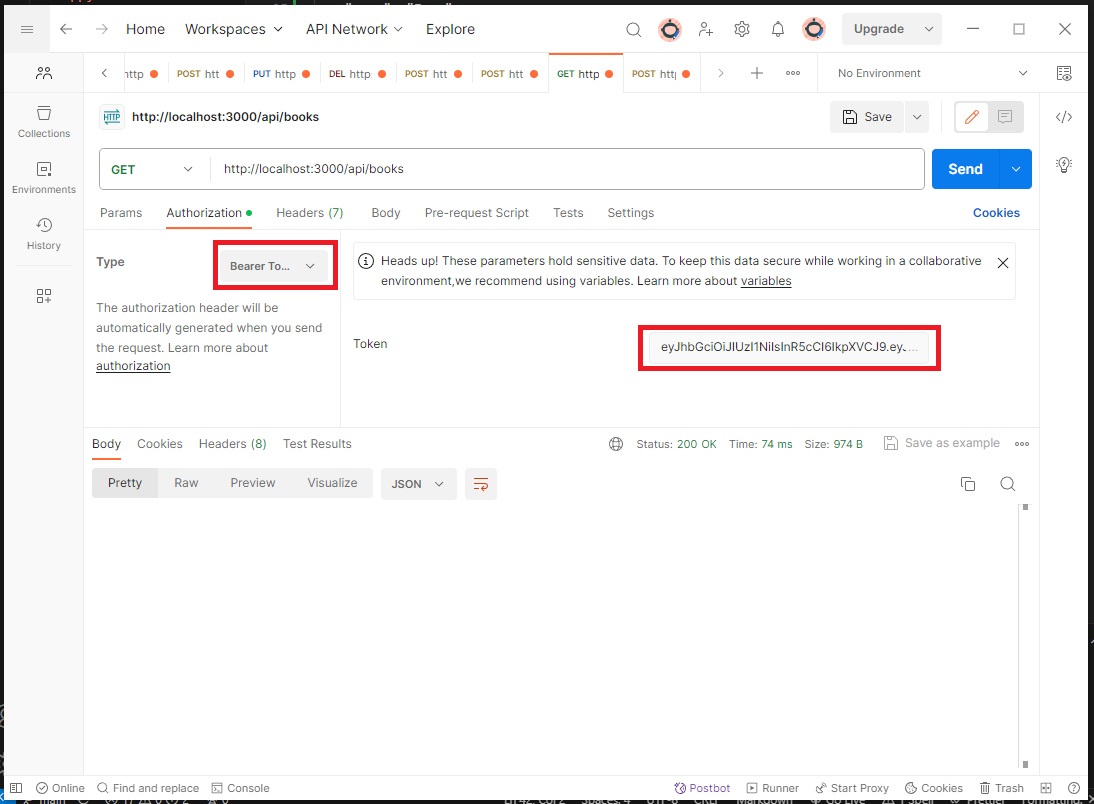 Home Workspaces API Network Explore Upgrade
http POST htt PUT http DEL http POST htt POST htt GET http POST http No Environment
HTTP http://localhost:3000/api/books Save
GET http://localhost:3000/api/books Send
Params Authorization Headers (7) Body Pre-request Script Tests Settings Cookies
Collections
Environments
History
Type Bearer To...
The authorization header will be
automatically generated when you send
the request. Learn more about
authorization
Heads up! These parameters hold sensitive data. To keep this data secure while working in a collaborative
environment,we recommend using variables. Learn more about variables
Token eyJhbGciOiJIUzI1NiIsInR5cCI6IkpXVCJ9.ey...
Body Cookies Headers (8) Test Results Status: 200 OK Time: 74 ms Size: 974 B Save as example
Pretty Raw Preview Visualize JSON
Online Find and replace Console Postbot Runner Start Proxy Cookies Trash